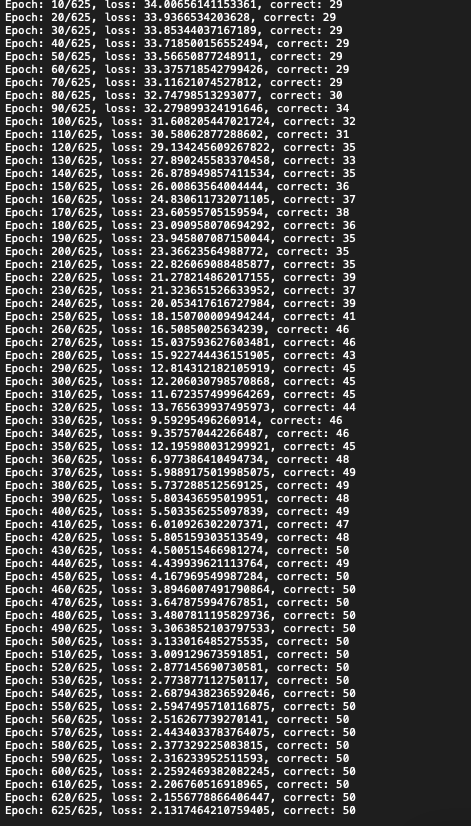 Epoch: 10/625, loss: 34.00656141153361, correct: 29
Epoch: 20/625, loss: 33.9366534203628, correct: 29
Epoch: 30/625, loss: 33.85344037167189, correct: 29
Epoch: 40/625, loss: 33.718500156552494, correct: 29
Epoch: 50/625, loss: 33.56650877248911, correct: 29
Epoch: 60/625, loss: 33.375718542799426, correct: 29
Epoch: 70/625, loss: 33.11621074527812, correct: 29
Epoch: 80/625, loss: 32.74798513293077, correct: 30
Epoch: 90/625, loss: 32.279899324191646, correct: 34
Epoch: 100/625, loss: 31.608205447021724, correct: 32
Epoch: 110/625, loss: 30.58062877288602, correct: 31
Epoch: 120/625, loss: 29.134245609267822, correct: 35
Epoch: 130/625, loss: 27.890245583370458, correct: 33
Epoch: 140/625, loss: 26.878949857411534, correct: 35
Epoch: 150/625, loss: 26.00863564004444, correct: 36
Epoch: 160/625, loss: 24.830611732071105, correct: 37
Epoch: 170/625, loss: 23.60595705159594, correct: 38
Epoch: 180/625, loss: 23.090958070694292, correct: 36
Epoch: 190/625, loss: 23.945807087150044, correct: 35
Epoch: 200/625, loss: 23.36623564988772, correct: 35
Epoch: 210/625, loss: 22.826069088485877, correct: 35
Epoch: 220/625, loss: 21.278214862017155, correct: 39
Epoch: 230/625, loss: 21.323651526633952, correct: 37
Epoch: 240/625, loss: 20.053417616727984, correct: 39
Epoch: 250/625, loss: 18.150700009494244, correct: 41
Epoch: 260/625, loss: 16.50850025634239, correct: 46
Epoch: 270/625, loss: 15.037593627603481, correct: 46
Epoch: 280/625, loss: 15.922744436151905, correct: 43
Epoch: 290/625, loss: 12.814312182105919, correct: 45
Epoch: 300/625, loss: 12.206030798570868, correct: 45
Epoch: 310/625, loss: 11.672357499964269, correct: 45
Epoch: 320/625, loss: 13.765639937495973, correct: 44
Epoch: 330/625, loss: 9.59295496260914, correct: 46
Epoch: 340/625, loss: 9.357570442266487, correct: 46
Epoch: 350/625, loss: 12.195980031299921, correct: 45
Epoch: 360/625, loss: 6.977386410494734, correct: 48
Epoch: 370/625, loss: 5.9889175019985075, correct: 49
Epoch: 380/625, loss: 5.737288512569125, correct: 49
Epoch: 390/625, loss: 5.803436595019951, correct: 48
Epoch: 400/625, loss: 5.503356255097839, correct: 49
Epoch: 410/625, loss: 6.010926302207371, correct: 47
Epoch: 420/625, loss: 5.805159303513549, correct: 48
Epoch: 430/625, loss: 4.500515466981274, correct: 50
Epoch: 440/625, loss: 4.439939621113764, correct: 49
Epoch: 450/625, loss: 4.167969549987284, correct: 50
Epoch: 460/625, loss: 3.8946007491790864, correct: 50
Epoch: 470/625, loss: 3.647875994767851, correct: 50
Epoch: 480/625, loss: 3.4807811195829736, correct: 50
Epoch: 490/625, loss: 3.3063852103797533, correct: 50
Epoch: 500/625, loss: 3.133016485275535, correct: 50
Epoch: 510/625, loss: 3.009129673591851, correct: 50
Epoch: 520/625, loss: 2.877145690730581, correct: 50
Epoch: 530/625, loss: 2.773877112750117, correct: 50
Epoch: 540/625, loss: 2.6879438236592046, correct: 50
Epoch: 550/625, loss: 2.5947495710116875, correct: 50
Epoch: 560/625, loss: 2.516267739270141, correct: 50
Epoch: 570/625, loss: 2.4434033783764075, correct: 50
Epoch: 580/625, loss: 2.377329225083815, correct: 50
Epoch: 590/625, loss: 2.316233952511593, correct: 50
Epoch: 600/625, loss: 2.2592469382082245, correct: 50
Epoch: 610/625, loss: 2.206760516918965, correct: 50
Epoch: 620/625, loss: 2.1556778866406447, correct: 50
Epoch: 625/625, loss: 2.1317464210759405, correct: 50